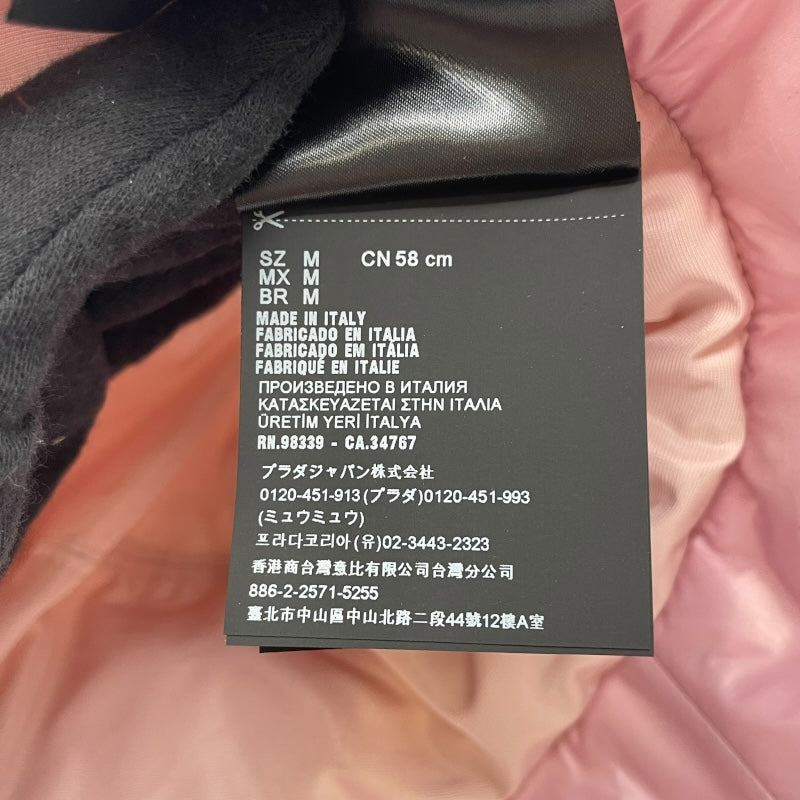 SZ M CN 58 cm
MX M
BR M
MADE IN ITALY
FABRICADO EN ITALIA
FABRICADO EM ITÁLIA
FABRIQUÉ EN ITALIE
ПРОИЗВЕДЕНО В ИТАЛИЯ
ΚΑΤΑΣΚΕΥΑΖΕΤΑΙ ΣΤΗΝ ΙΤΑΛΙΑ
ÜRETİM YERİ İTALYA
RN.98339 - CA.34767
プラダジャパン株式会社
0120-451-913(プラダ)0120-451-993
(ミュウミュウ)
프라다코리아(유)02-3443-2323
香港商台灣意比有限公司台灣分公司
886-2-2571-5255
臺北市中山區中山北路二段44號12樓A室